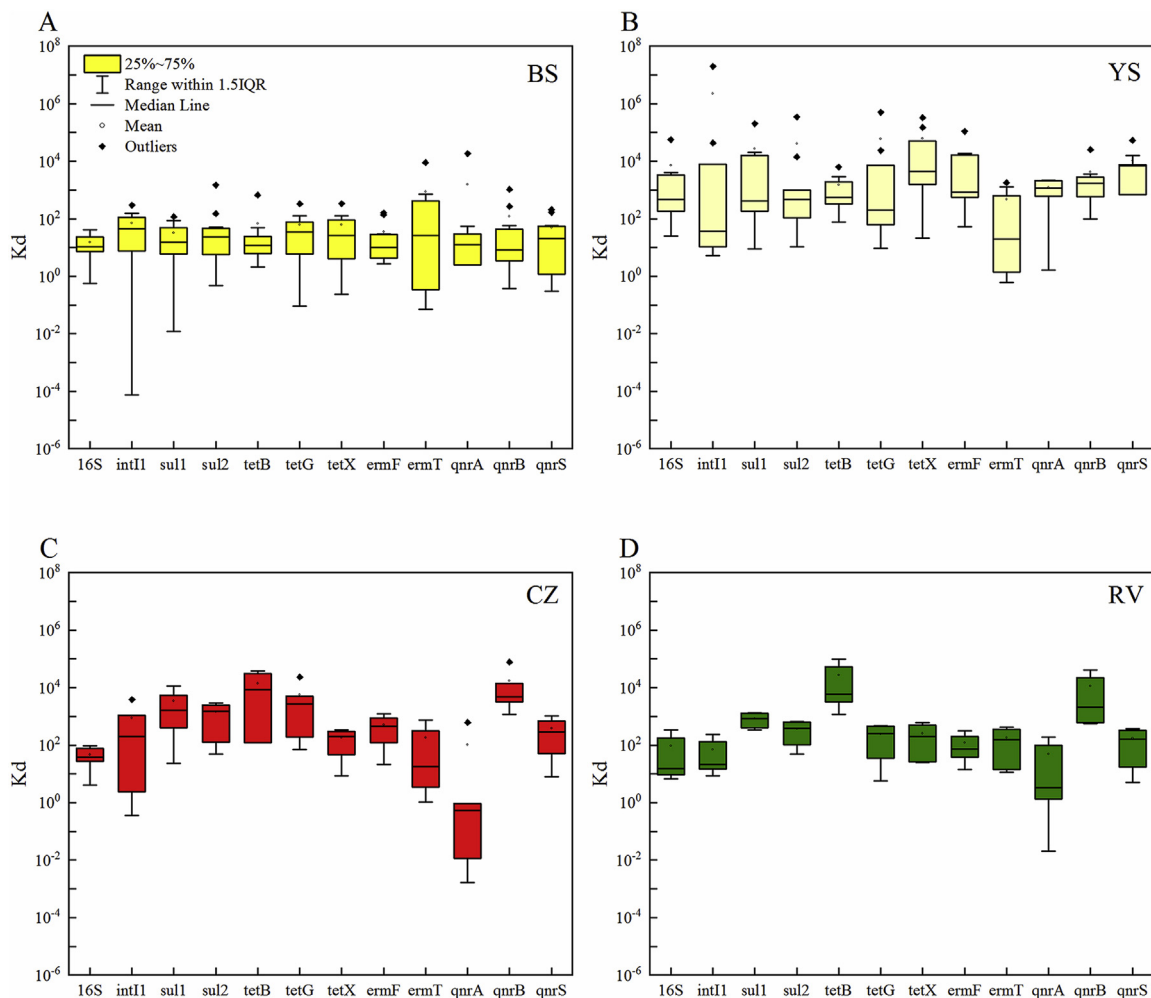 A
BS
10^8
10^6
10^4
10^2
10^0
10^-2
10^-4
10^-6
Kd
25%~75%
Range within 1.5IQR
Median Line
Mean
Outliers
16S intI1 sul1 sul2 tetB tetG tetX ermF ermT qnrA qnrB qnrS
B
YS
10^8
10^6
10^4
10^2
10^0
10^-2
10^-4
10^-6
Kd
16S intI1 sul1 sul2 tetB tetG tetX ermF ermT qnrA qnrB qnrS
C
CZ
10^8
10^6
10^4
10^2
10^0
10^-2
10^-4
10^-6
Kd
16S intI1 sul1 sul2 tetB tetG tetX ermF ermT qnrA qnrB qnrS
D
RV
10^8
10^6
10^4
10^2
10^0
10^-2
10^-4
10^-6
Kd
16S intI1 sul1 sul2 tetB tetG tetX ermF ermT qnrA qnrB qnrS